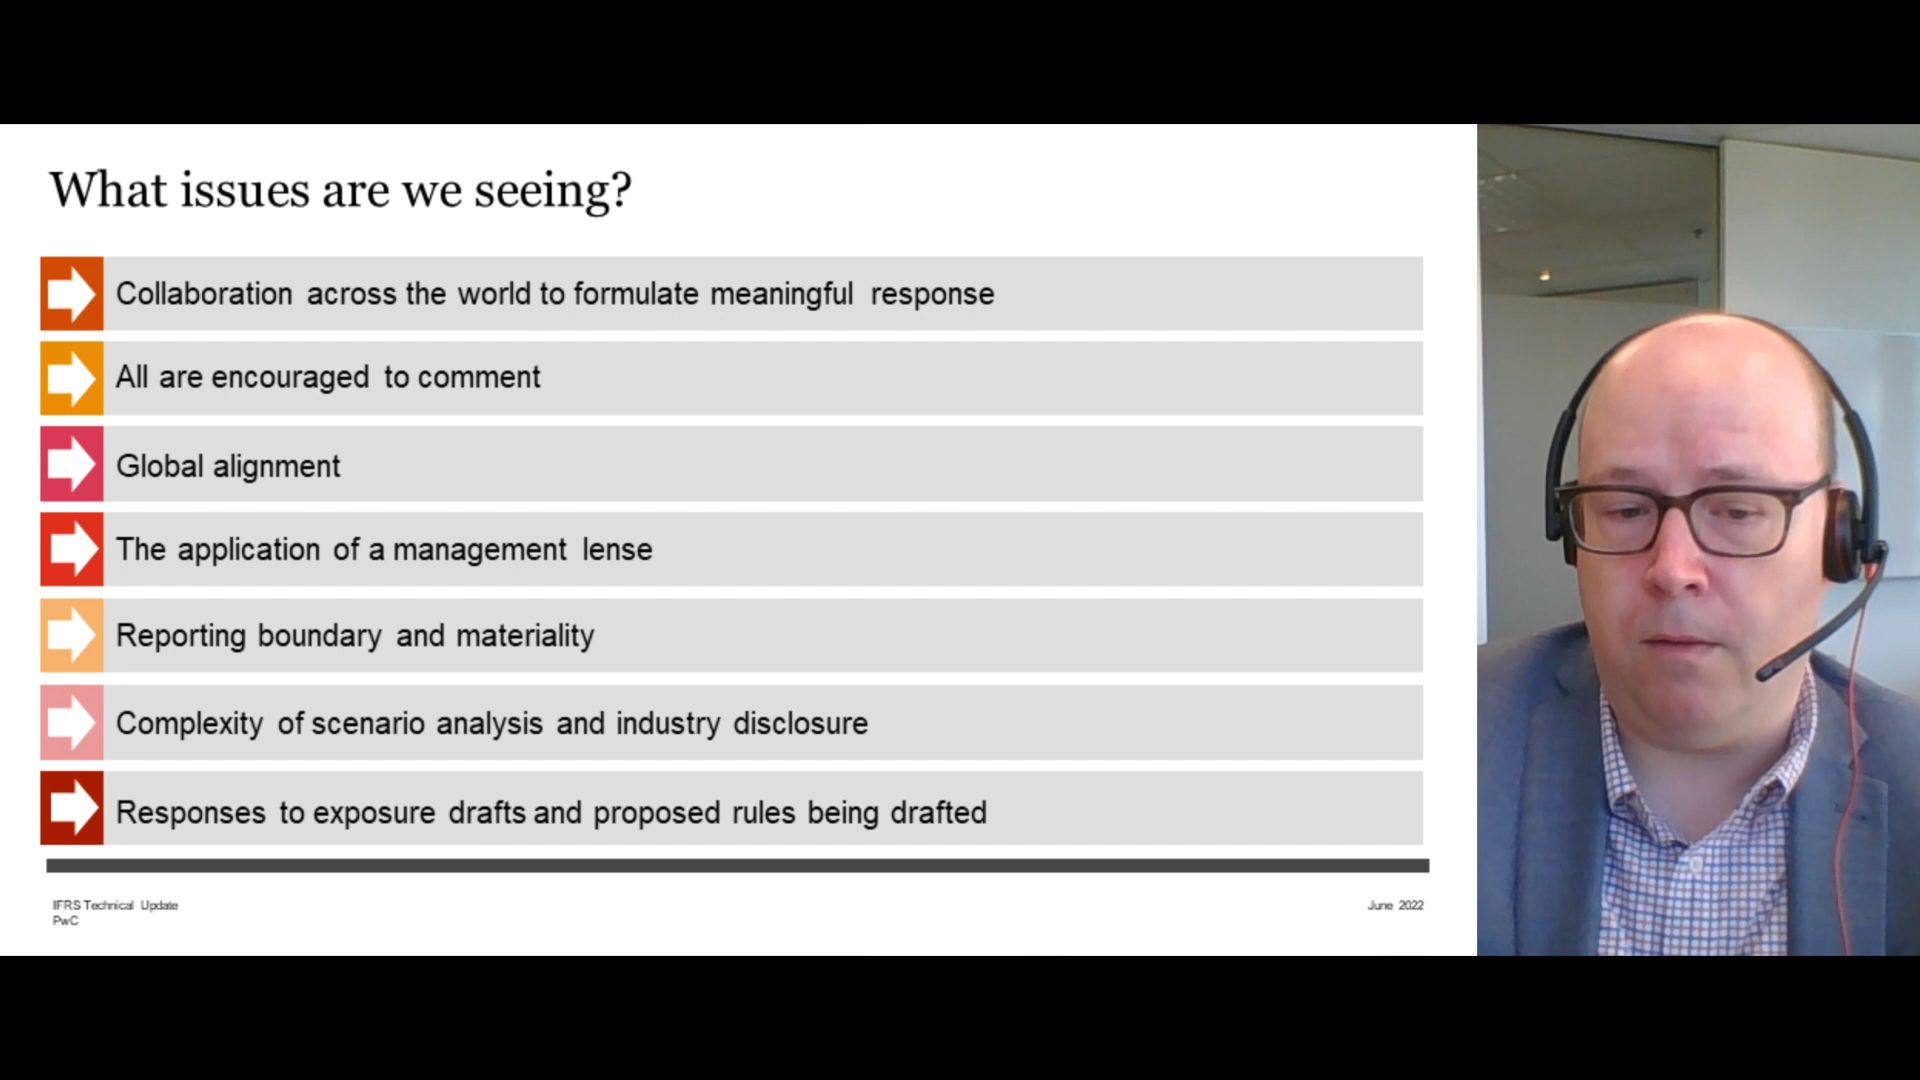 What issues are we seeing?
Collaboration across the world to formulate meaningful response
All are encouraged to comment
Global alignment
The application of a management lense
Reporting boundary and materiality
Complexity of scenario analysis and industry disclosure
Responses to exposure drafts and proposed rules being drafted
IFRS Technical Update
PwC
June 2022